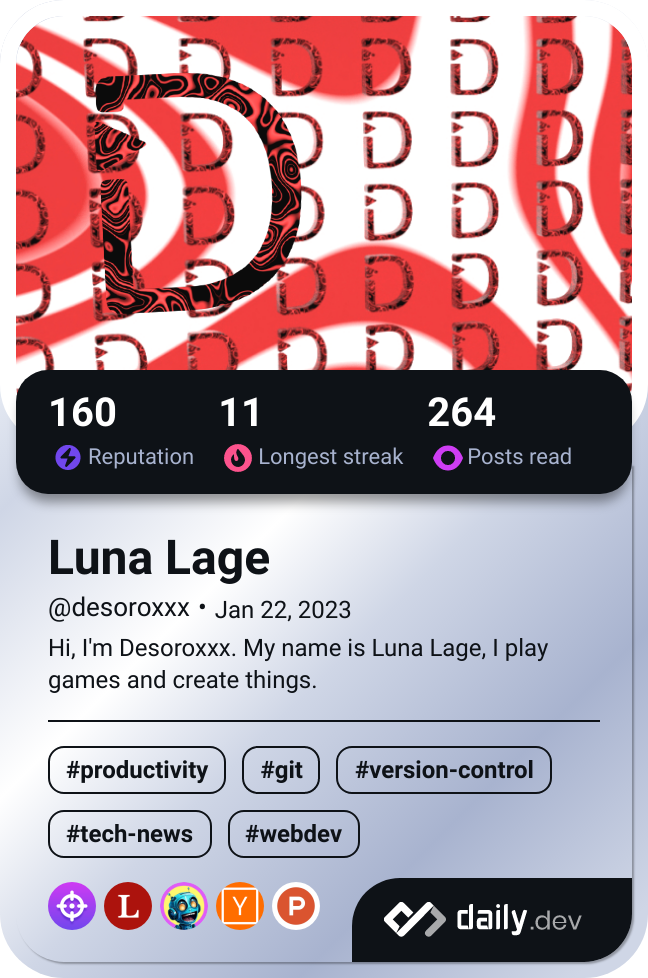 D
160 11 264
Reputation Longest streak Posts read
Luna Lage
@desoroxxx • Jan 22, 2023
Hi, I'm Desoroxxx. My name is Luna Lage, I play
games and create things.
#productivity #git #version-control
#tech-news #webdev
L Y P
daily.dev